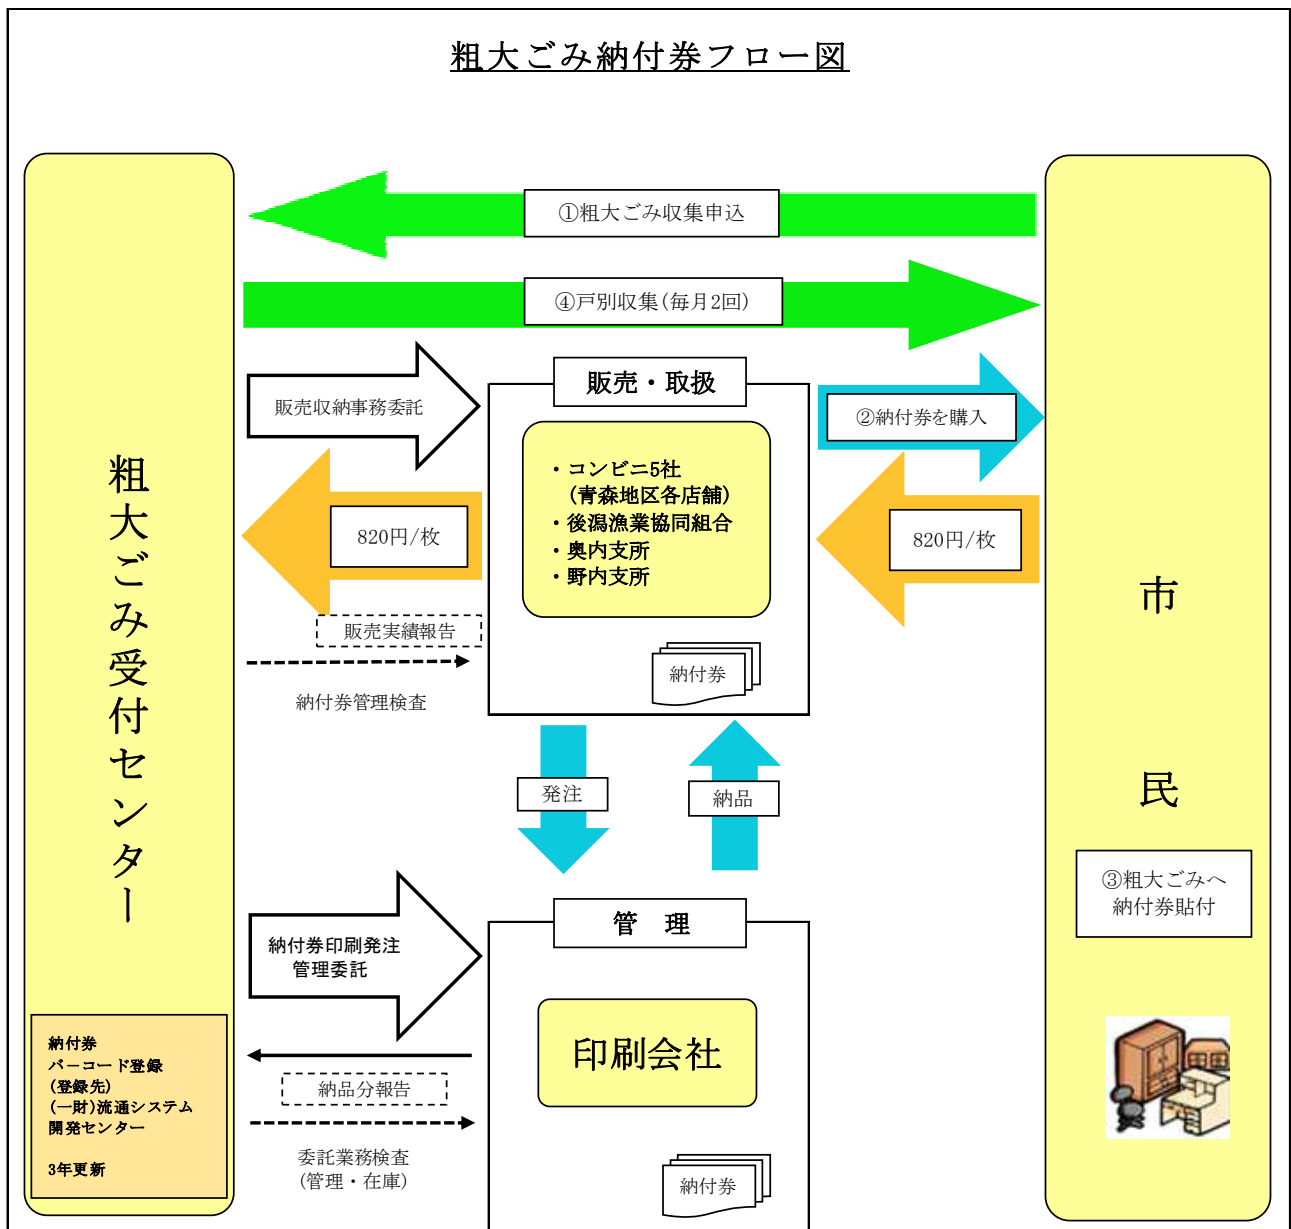 粗大ごみ納付券フロー図
①粗大ごみ収集申込
④戸別収集(毎月2回)
販売・取扱
販売収納事務委託
②納付券を購入
・コンビニ5社
(青森地区各店舗)
・後潟漁業協同組合
・奥内支所
・野内支所
820円/枚
820円/枚
販売実績報告
納付券管理検査
納付券
粗大ごみ受付センター
市民
発注
納品
③粗大ごみへ
納付券貼付
管　理
納付券印刷発注
管理委託
印刷会社
納品分報告
委託業務検査
(管理・在庫)
納付券
納付券
バーコード登録
(登録先)
(一財)流通システム
開発センター
3年更新